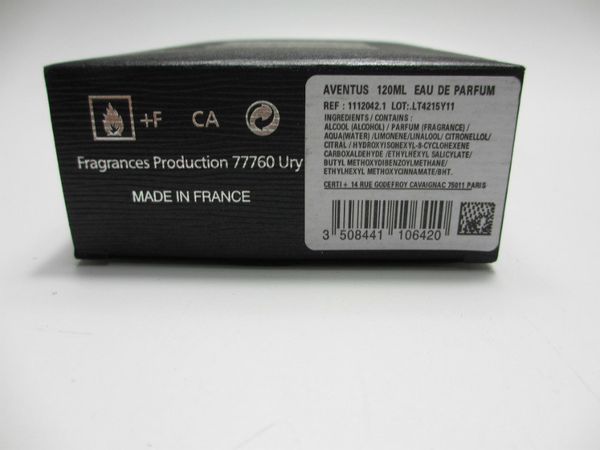 +F CA
Fragrances Production 77760 Ury
MADE IN FRANCE
AVENTUS 120ML EAU DE PARFUM
REF : 1112042.1 LOT:.LT4215Y11
INGREDIENTS / CONTAINS :
ALCOOL (ALCOHOL) / PARFUM (FRAGRANCE) /
AQUA(WATER) /LIMONENE/LINALOOL/ CITRONELLOL/
CITRAL / HYDROXYISOHEXYL-8-CYCLOHEXENE
CARBOXALDEHYDE /ETHYLHEXYL SALICYLATE/
BUTYL METHOXYDIBENZOYLMETHANE/
ETHYLHEXYL METHOXYCINNAMATE/BHT.
CERTI + 14 RUE GODEFROY CAVAIGNAC 75011 PARIS
3 508441 106420